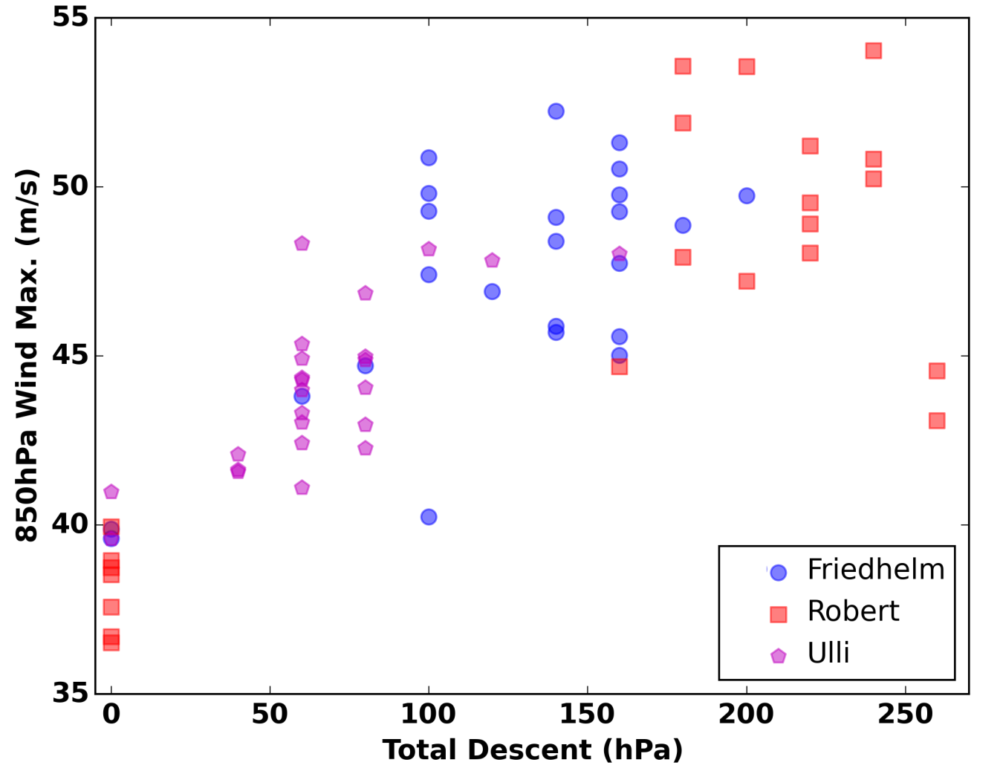 55
50
45
40
35
850hPa Wind Max. (m/s)
Friedhelm
Robert
Ulli
0 50 100 150 200 250
Total Descent (hPa)